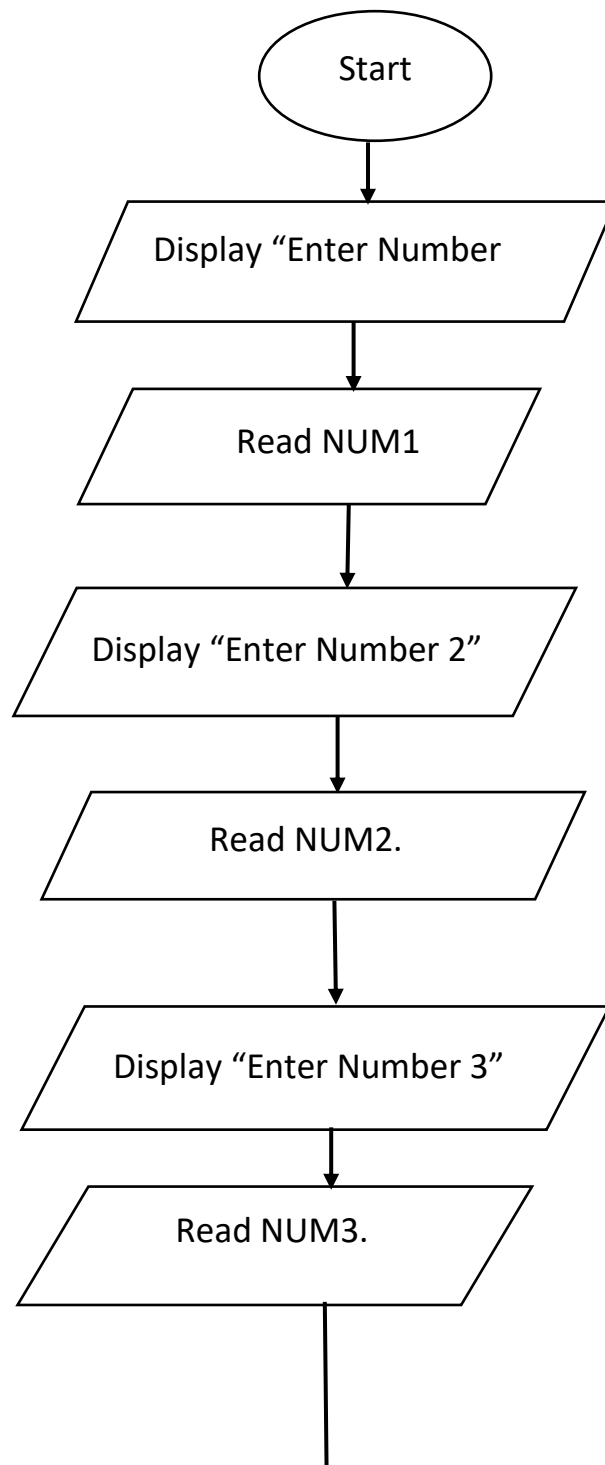 Start
Display “Enter Number
Read NUM1
Display “Enter Number 2”
Read NUM2.
Display “Enter Number 3”
Read NUM3.